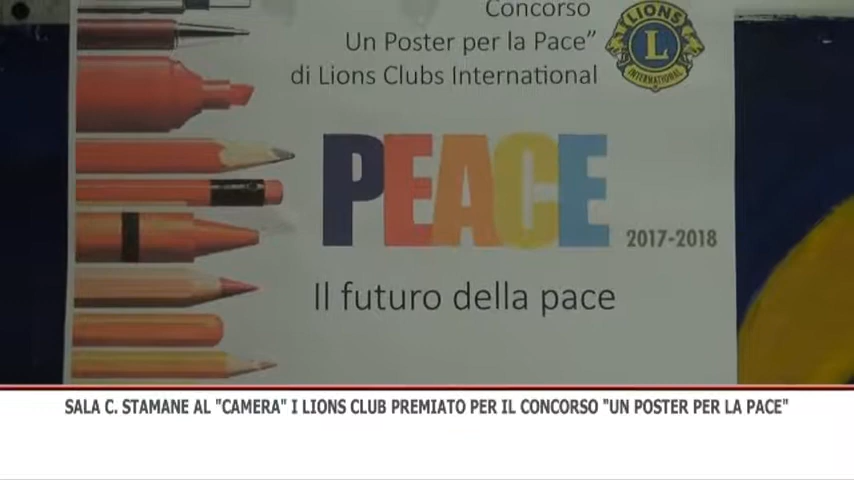 Concorso
Un Poster per la Pace”
di Lions Clubs International
LIONS
L
INTERNATIONAL
PEACE
2017-2018
Il futuro della pace
SALA C. STAMANE AL "CAMERA" I LIONS CLUB PREMIATO PER IL CONCORSO "UN POSTER PER LA PACE"